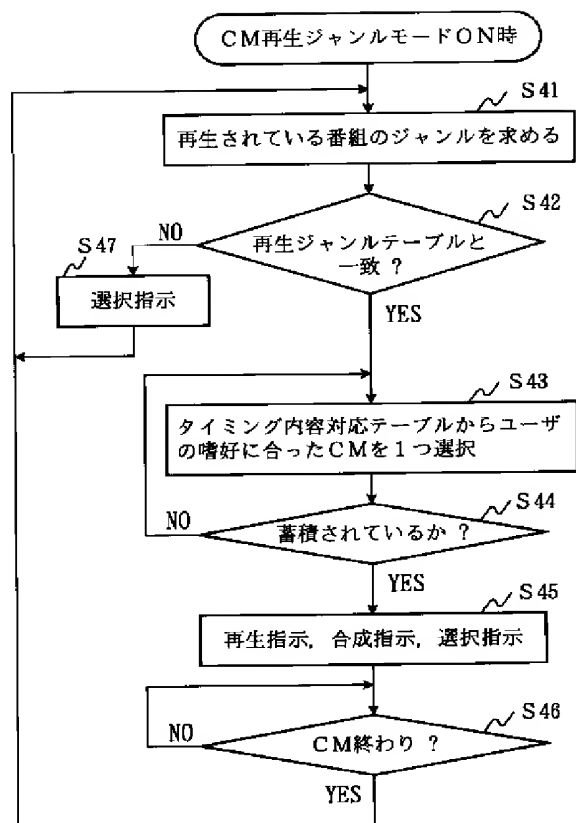 ＣＭ再生ジャンルモードＯＮ時
Ｓ４１
再生されている番組のジャンルを求める
Ｓ４２
再生ジャンルテーブルと
一致？
NO
Ｓ４７
選択指示
YES
Ｓ４３
タイミング内容対応テーブルからユーザ
の嗜好に合ったＣＭを１つ選択
Ｓ４４
蓄積されているか？
NO
YES
Ｓ４５
再生指示，合成指示，選択指示
Ｓ４６
ＣＭ終わり？
NO
YES